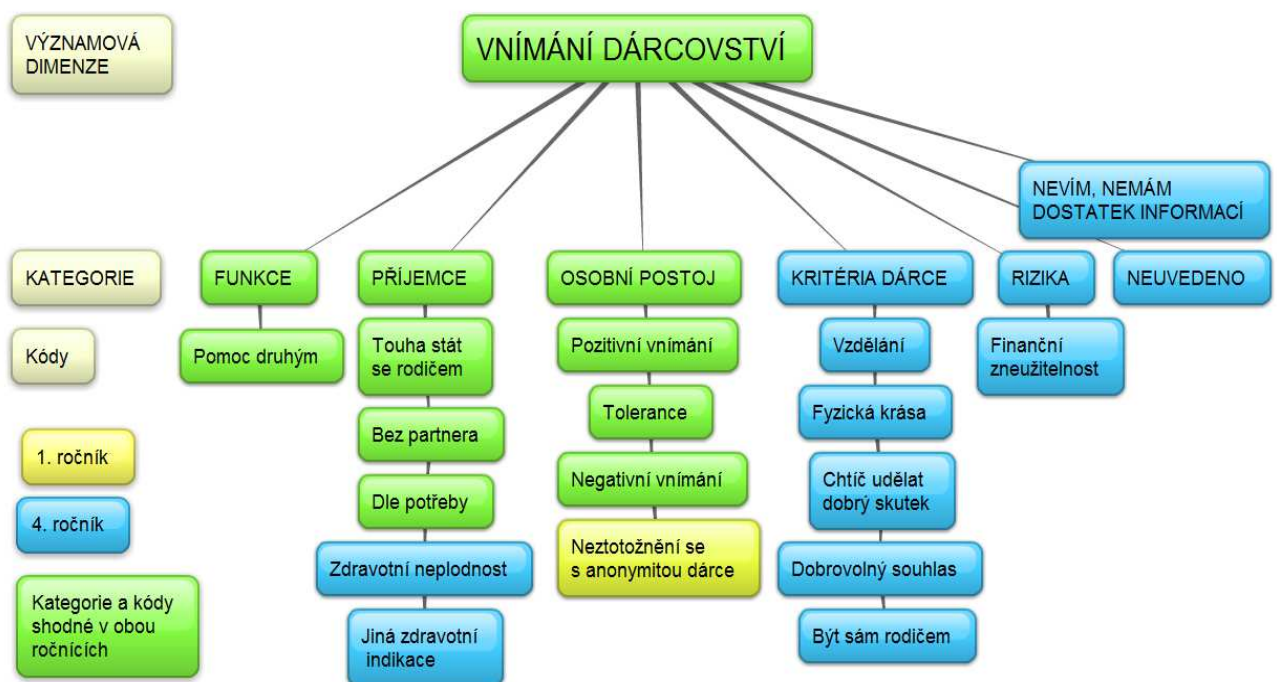 VÝZNAMOVÁ
DIMENZE
VNÍMÁNÍ DÁRCOVSTVÍ
NEVÍM, NEMÁM
DOSTATEK INFORMACÍ
KATEGORIE
FUNKCE
PŘÍJEMCE
OSOBNÍ POSTOJ
KRITÉRIA DÁRCE
RIZIKA
NEUVEDENO
Kódy
Pomoc druhým
Touha stát
se rodičem
Bez partnera
Dle potřeby
Zdravotní neplodnost
Jiná zdravotní
indikace
Pozitivní vnímání
Tolerance
Negativní vnímání
Neztotožnění se
s anonymitou dárce
Vzdělání
Fyzická krása
Chtíč udělat
dobrý skutek
Dobrovolný souhlas
Být sám rodičem
Finanční
zneužitelnost
1. ročník
4. ročník
Kategorie a kódy
shodné v obou
ročnících